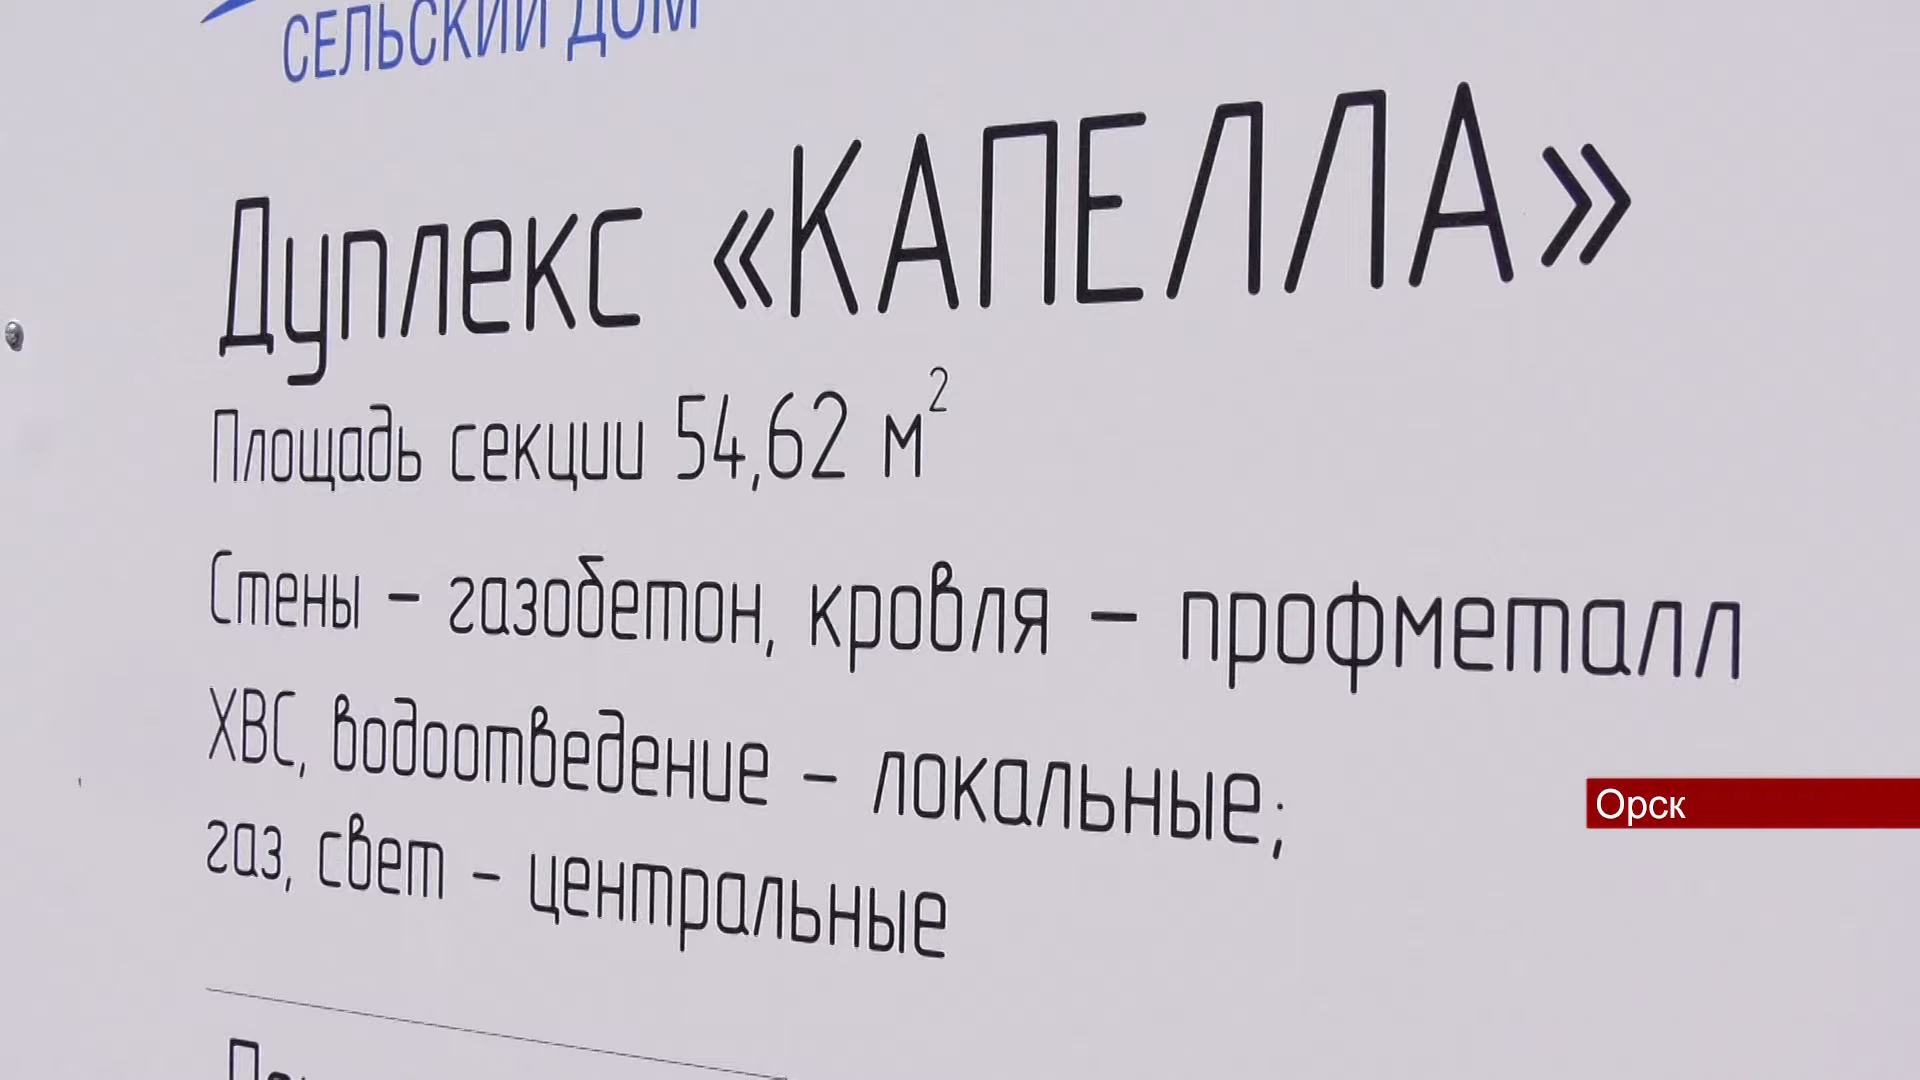 СЕЛЬСКИЙ ДОМ
Дуплекс «КАПЕЛЛА»
Площадь секции 54,62 м²
Стены – газобетон, кровля – профметалл
ХВС, водоотведение – локальные;
газ, свет – центральные
Орск